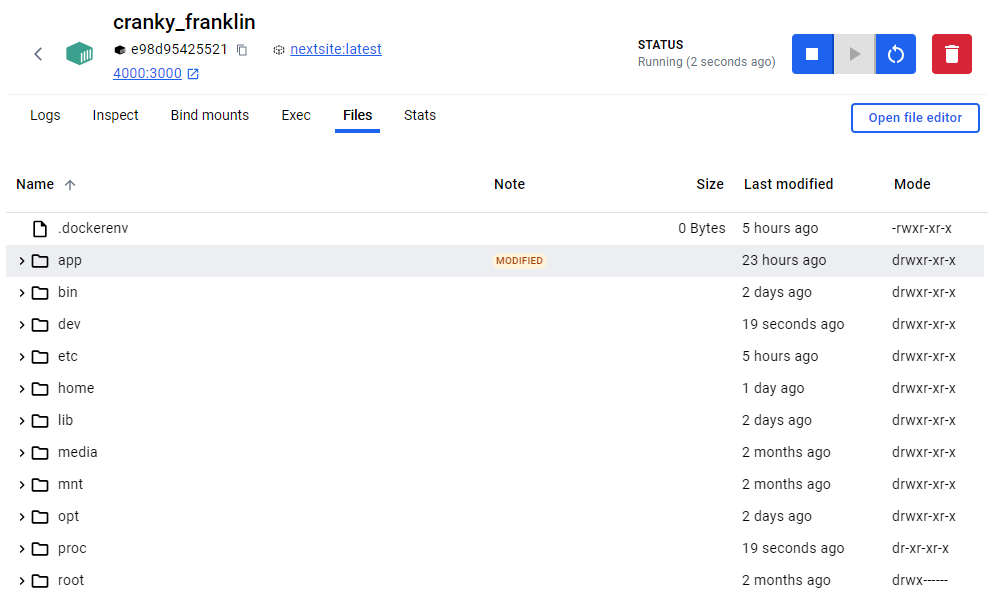 cranky_franklin
e98d95425521 nextsite:latest
4000:3000
STATUS
Running (2 seconds ago)
Logs Inspect Bind mounts Exec Files Stats
Open file editor
Name Note Size Last modified Mode
.dockerenv 0 Bytes 5 hours ago -rwxr-xr-x
app MODIFIED 23 hours ago drwxr-xr-x
bin 2 days ago drwxr-xr-x
dev 19 seconds ago drwxr-xr-x
etc 5 hours ago drwxr-xr-x
home 1 day ago drwxr-xr-x
lib 2 days ago drwxr-xr-x
media 2 months ago drwxr-xr-x
mnt 2 months ago drwxr-xr-x
opt 2 days ago drwxr-xr-x
proc 19 seconds ago dr-xr-xr-x
root 2 months ago drwx------